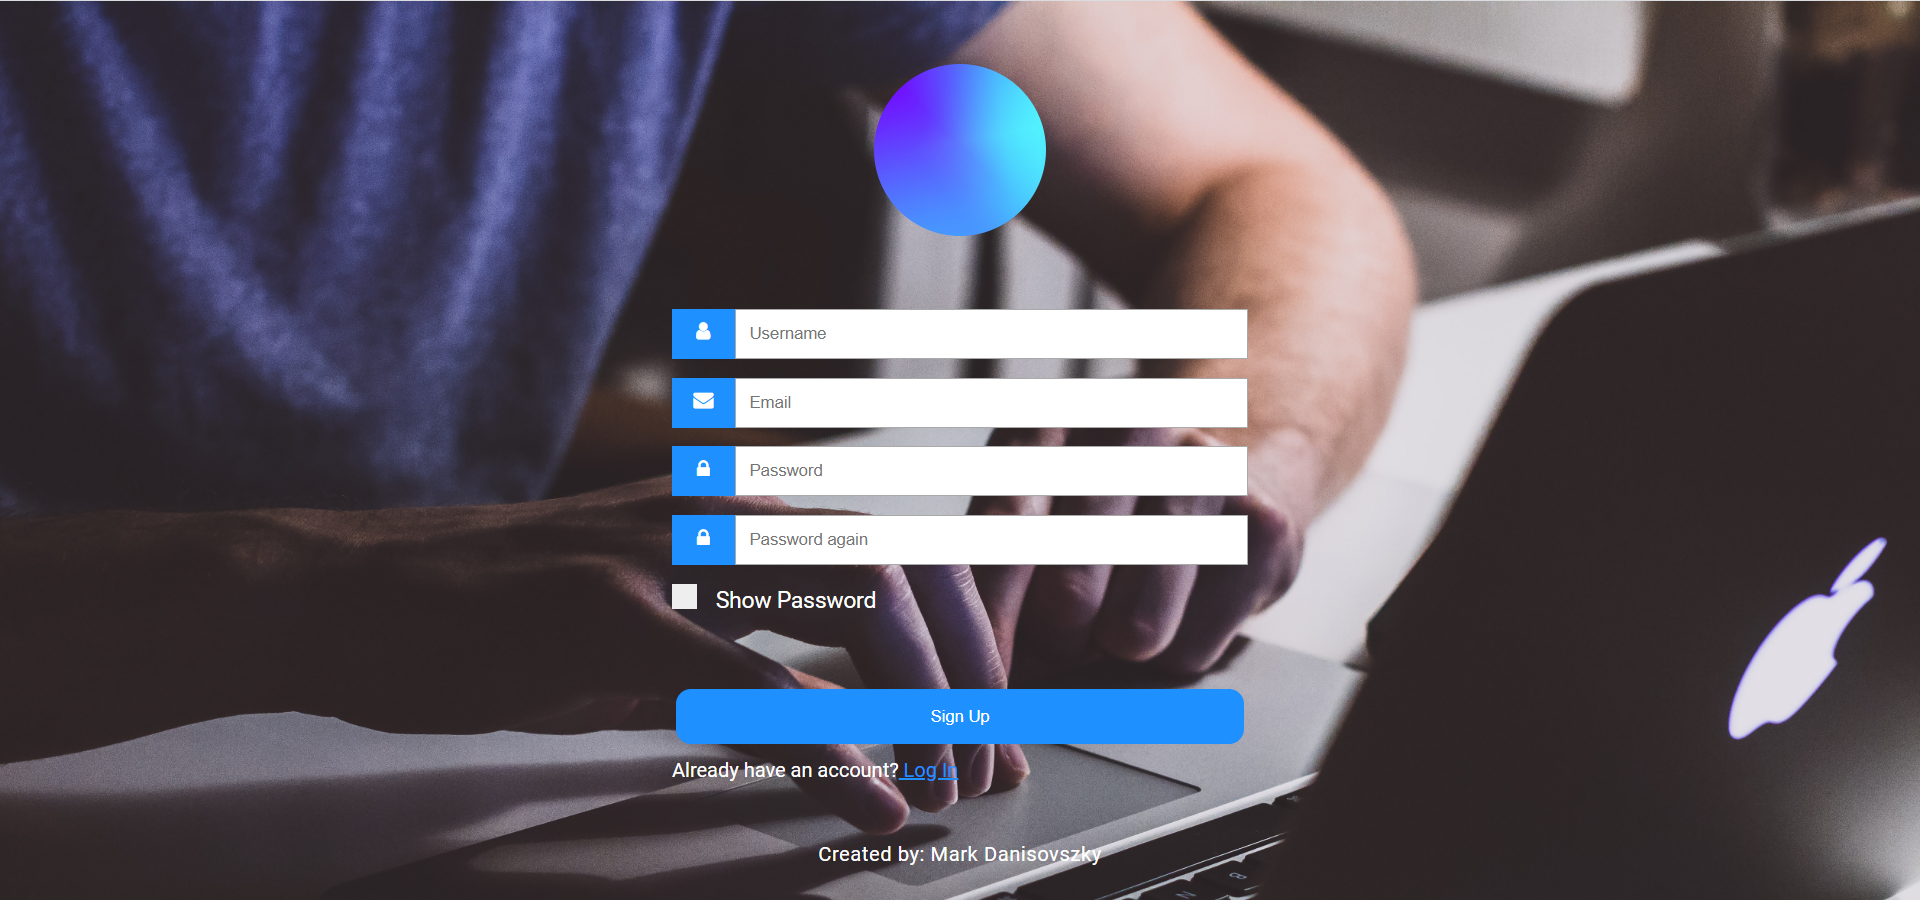 Username
Email
Password
Password again
Show Password
Sign Up
Already have an account? Log In
Created by: Mark Danisovszky